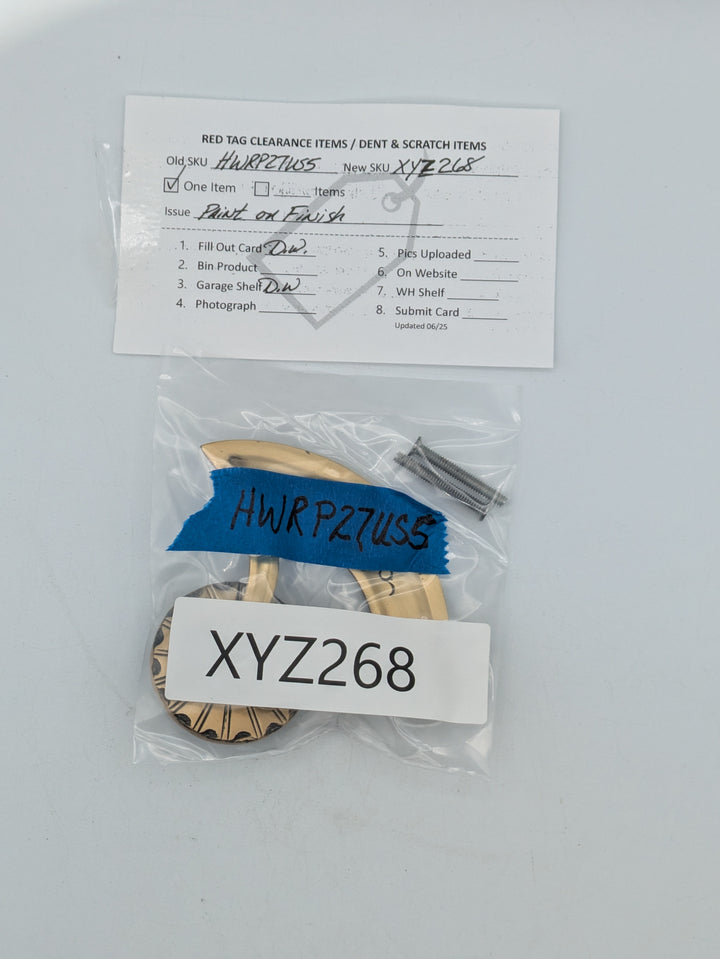 RED TAG CLEARANCE ITEMS / DENT & SCRATCH ITEMS
Old SKU HWRP27US5 New SKU XYZ268
One Item Items
Issue Paint on Finish
1. Fill Out Card D.W.
2. Bin Product
3. Garage Shelf D.W
4. Photograph
5. Pics Uploaded
6. On Website
7. WH Shelf
8. Submit Card
Updated 06/25
HWRP27US5
XYZ268